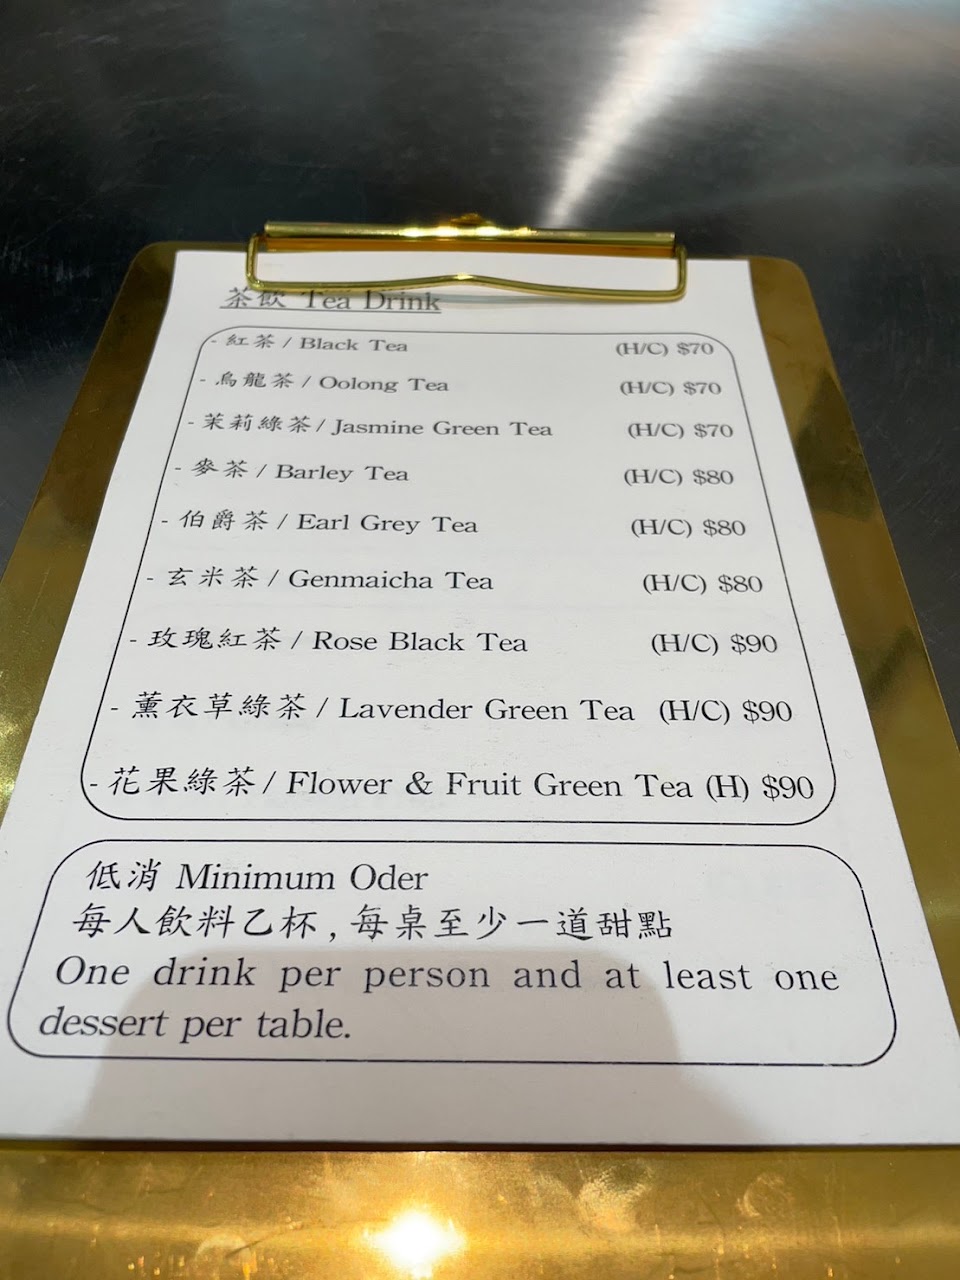 茶飲 Tea Drink
- 紅茶 / Black Tea (H/C) $70
- 烏龍茶 / Oolong Tea (H/C) $70
- 茉莉綠茶 / Jasmine Green Tea (H/C) $70
- 麥茶 / Barley Tea (H/C) $80
- 伯爵茶 / Earl Grey Tea (H/C) $80
- 玄米茶 / Genmaicha Tea (H/C) $80
- 玫瑰紅茶 / Rose Black Tea (H/C) $90
- 薰衣草綠茶 / Lavender Green Tea (H/C) $90
- 花果綠茶 / Flower & Fruit Green Tea (H) $90
低消 Minimum Oder
每人飲料乙杯 , 每桌至少一道甜點
One drink per person and at least one
dessert per table.